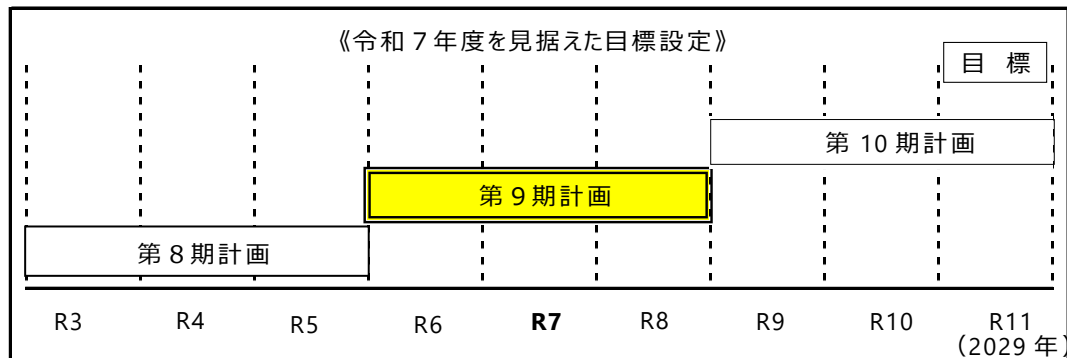 《令和７年度を見据えた目標設定》
目 標
第 10 期計画
第９期計画
第８期計画
R3 R4 R5 R6 R7 R8 R9 R10 R11
（2029 年）